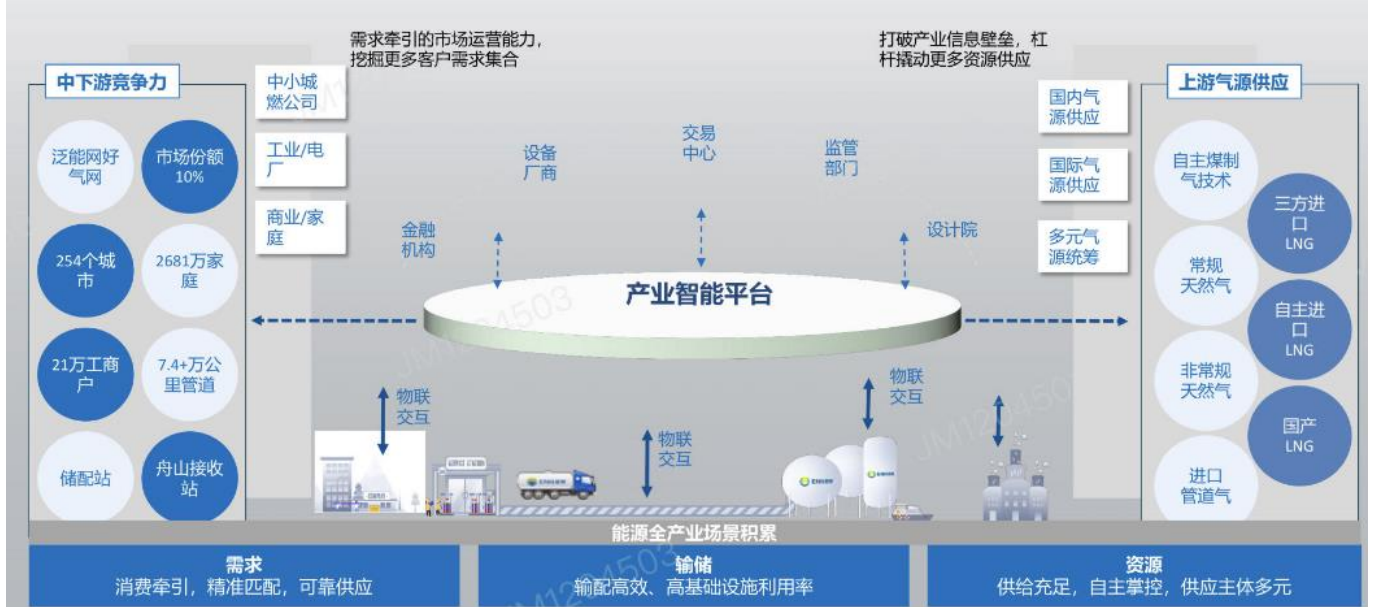 需求牵引的市场运营能力，
挖掘更多客户需求集合
打破产业信息壁垒，杠
杆撬动更多资源供应
中下游竞争力
泛能网好
气网
市场份额
10%
254个城
市
2681万家
庭
21万工商
户
7.4+万公
里管道
储配站
舟山接收
站
中小城
燃公司
工业/电
厂
商业/家
庭
金融
机构
设备
厂商
交易
中心
监管
部门
设计院
产业智能平台
物联
交互
物联
交互
物联
交互
国内气
源供应
国际气
源供应
多元气
源统筹
上游气源供应
自主煤制
气技术
三方进
口
LNG
常规
天然气
自主进
口
LNG
非常规
天然气
国产
LNG
进口
管道气
JM1204503
JM1204503
能源全产业场景积累
需求
消费牵引，精准匹配，可靠供应
输储
输配高效、高基础设施利用率
资源
供给充足，自主掌控，供应主体多元
JM1204503